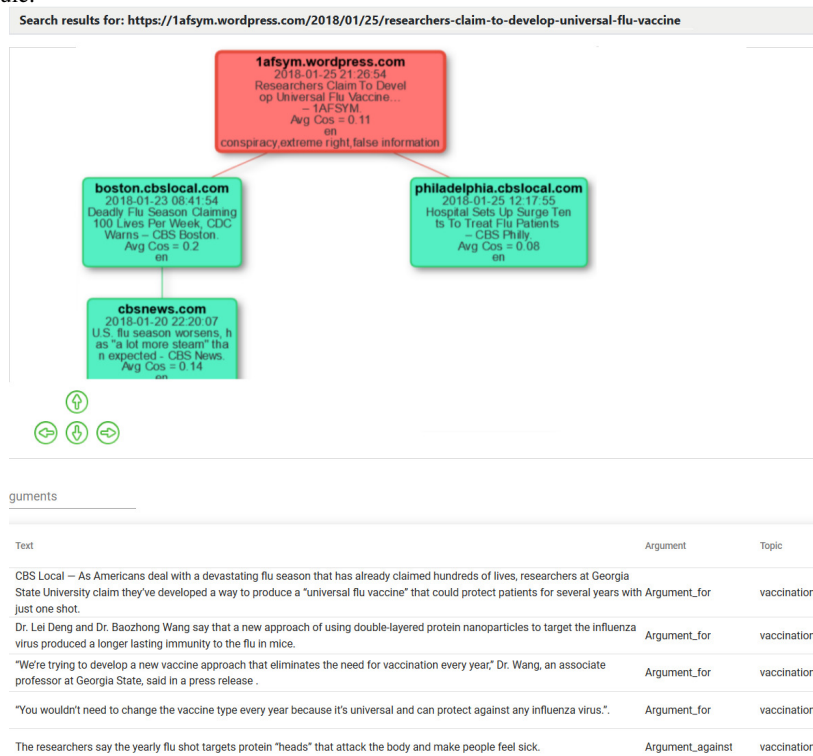 Search results for: https://1afsym.wordpress.com/2018/01/25/researchers-claim-to-develop-universal-flu-vaccine
1afsym.wordpress.com
2018-01-25 21:26:54
Researchers Claim To Devel
op Universal Flu Vaccine...
– 1AFSYM.
Avg Cos = 0.11
en
conspiracy,extreme right,false information
boston.cbslocal.com
2018-01-23 08:41:54
Deadly Flu Season Claiming
100 Lives Per Week, CDC
Warns – CBS Boston.
Avg Cos = 0.2
en
philadelphia.cbslocal.com
2018-01-25 12:17:55
Hospital Sets Up Surge Ten
ts To Treat Flu Patients
– CBS Philly.
Avg Cos = 0.08
en
cbsnews.com
2018-01-20 22:20:07
U.S. flu season worsens, h
as "a lot more steam" tha
n expected - CBS News.
Avg Cos = 0.14
en
guments
Text Argument Topic
CBS Local — As Americans deal with a devastating flu season that has already claimed hundreds of lives, researchers at Georgia
State University claim they've developed a way to produce a “universal flu vaccine” that could protect patients for several years with Argument_for vaccination
just one shot.
Dr. Lei Deng and Dr. Baozhong Wang say that a new approach of using double-layered protein nanoparticles to target the influenza
virus produced a longer lasting immunity to the flu in mice. Argument_for vaccination
“We're trying to develop a new vaccine approach that eliminates the need for vaccination every year,” Dr. Wang, an associate
professor at Georgia State, said in a press release . Argument_for vaccination
“You wouldn't need to change the vaccine type every year because it's universal and can protect against any influenza virus.”. Argument_for vaccination
The researchers say the yearly flu shot targets protein “heads” that attack the body and make people feel sick. Argument_against vaccination